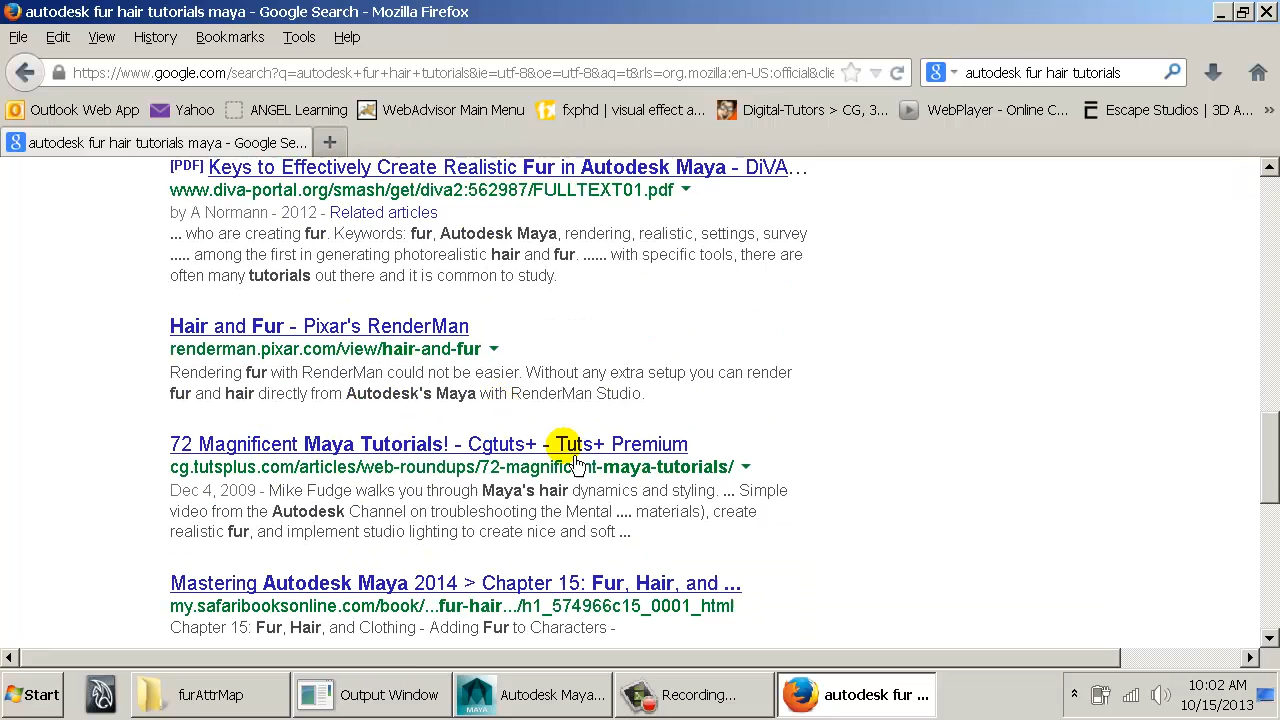 autodesk fur hair tutorials maya - Google Search - Mozilla Firefox
File Edit View History Bookmarks Tools Help
https://www.google.com/search?q=autodesk+fur+hair+tutorials&ie=utf-8&oe=utf-8&aq=t&rls=org.mozilla:en-US:official&clie autodesk fur hair tutorials
Outlook Web App Yahoo ANGEL Learning WebAdvisor Main Menu fxphd | visual effect a... Digital-Tutors > CG, 3... WebPlayer - Online C... Escape Studios | 3D A... »
autodesk fur hair tutorials maya - Google Se... +
[PDF] Keys to Effectively Create Realistic Fur in Autodesk Maya - DiVA...
www.diva-portal.org/smash/get/diva2:562987/FULLTEXT01.pdf
by A Normann - 2012 - Related articles
... who are creating fur. Keywords: fur, Autodesk Maya, rendering, realistic, settings, survey
..... among the first in generating photorealistic hair and fur. ...... with specific tools, there are
often many tutorials out there and it is common to study.
Hair and Fur - Pixar's RenderMan
renderman.pixar.com/view/hair-and-fur
Rendering fur with RenderMan could not be easier. Without any extra setup you can render
fur and hair directly from Autodesk's Maya with RenderMan Studio.
72 Magnificent Maya Tutorials! - Cgtuts+ - Tuts+ Premium
cg.tutsplus.com/articles/web-roundups/72-magnificent-maya-tutorials/
Dec 4, 2009 - Mike Fudge walks you through Maya's hair dynamics and styling. ... Simple
video from the Autodesk Channel on troubleshooting the Mental .... materials), create
realistic fur, and implement studio lighting to create nice and soft ...
Mastering Autodesk Maya 2014 > Chapter 15: Fur, Hair, and ...
my.safaribooksonline.com/book/...fur-hair.../h1_574966c15_0001_html
Chapter 15: Fur, Hair, and Clothing - Adding Fur to Characters -
Start furAttrMap Output Window Autodesk Maya... Recording... autodesk fur ... 10:02 AM
10/15/2013